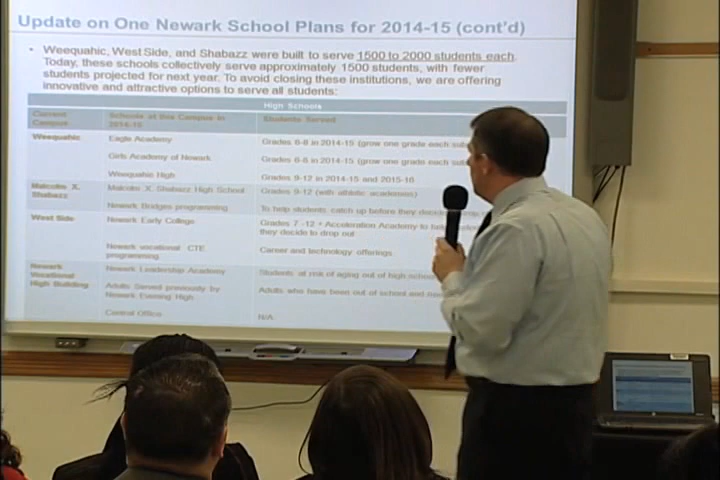 Update on One Newark School Plans for 2014-15 (cont'd)
• Weequahic, West Side, and Shabazz were built to serve 1500 to 2000 students each.
Today, these schools collectively serve approximately 1500 students, with fewer
students projected for next year. To avoid closing these institutions, we are offering
innovative and attractive options to serve all students:
High Schools
Current Campus Schools at this Campus in 2014-15 Students Served
Weequahic Eagle Academy Grades 6-8 in 2014-15 (grow one grade each
Girls Academy of Newark Grades 6-8 in 2014-15 (grow one grade each
Weequahic High Grades 9-12 in 2014-15 and 2015-16
Malcolm X. Shabazz Malcolm X. Shabazz High School Grades 9-12 (with athletic academies)
Newark Bridges programming To help students catch up before they
West Side Newark Early College Grades 7-12 + Acceleration Academy to
they decide to drop out
Newark vocational CTE programming Career and technology offerings
Newark Vocational High Building Newark Leadership Academy Students at risk of aging out of high
Adults Served previously by Newark Evening High Adults who have been out of school and
Central Office N/A